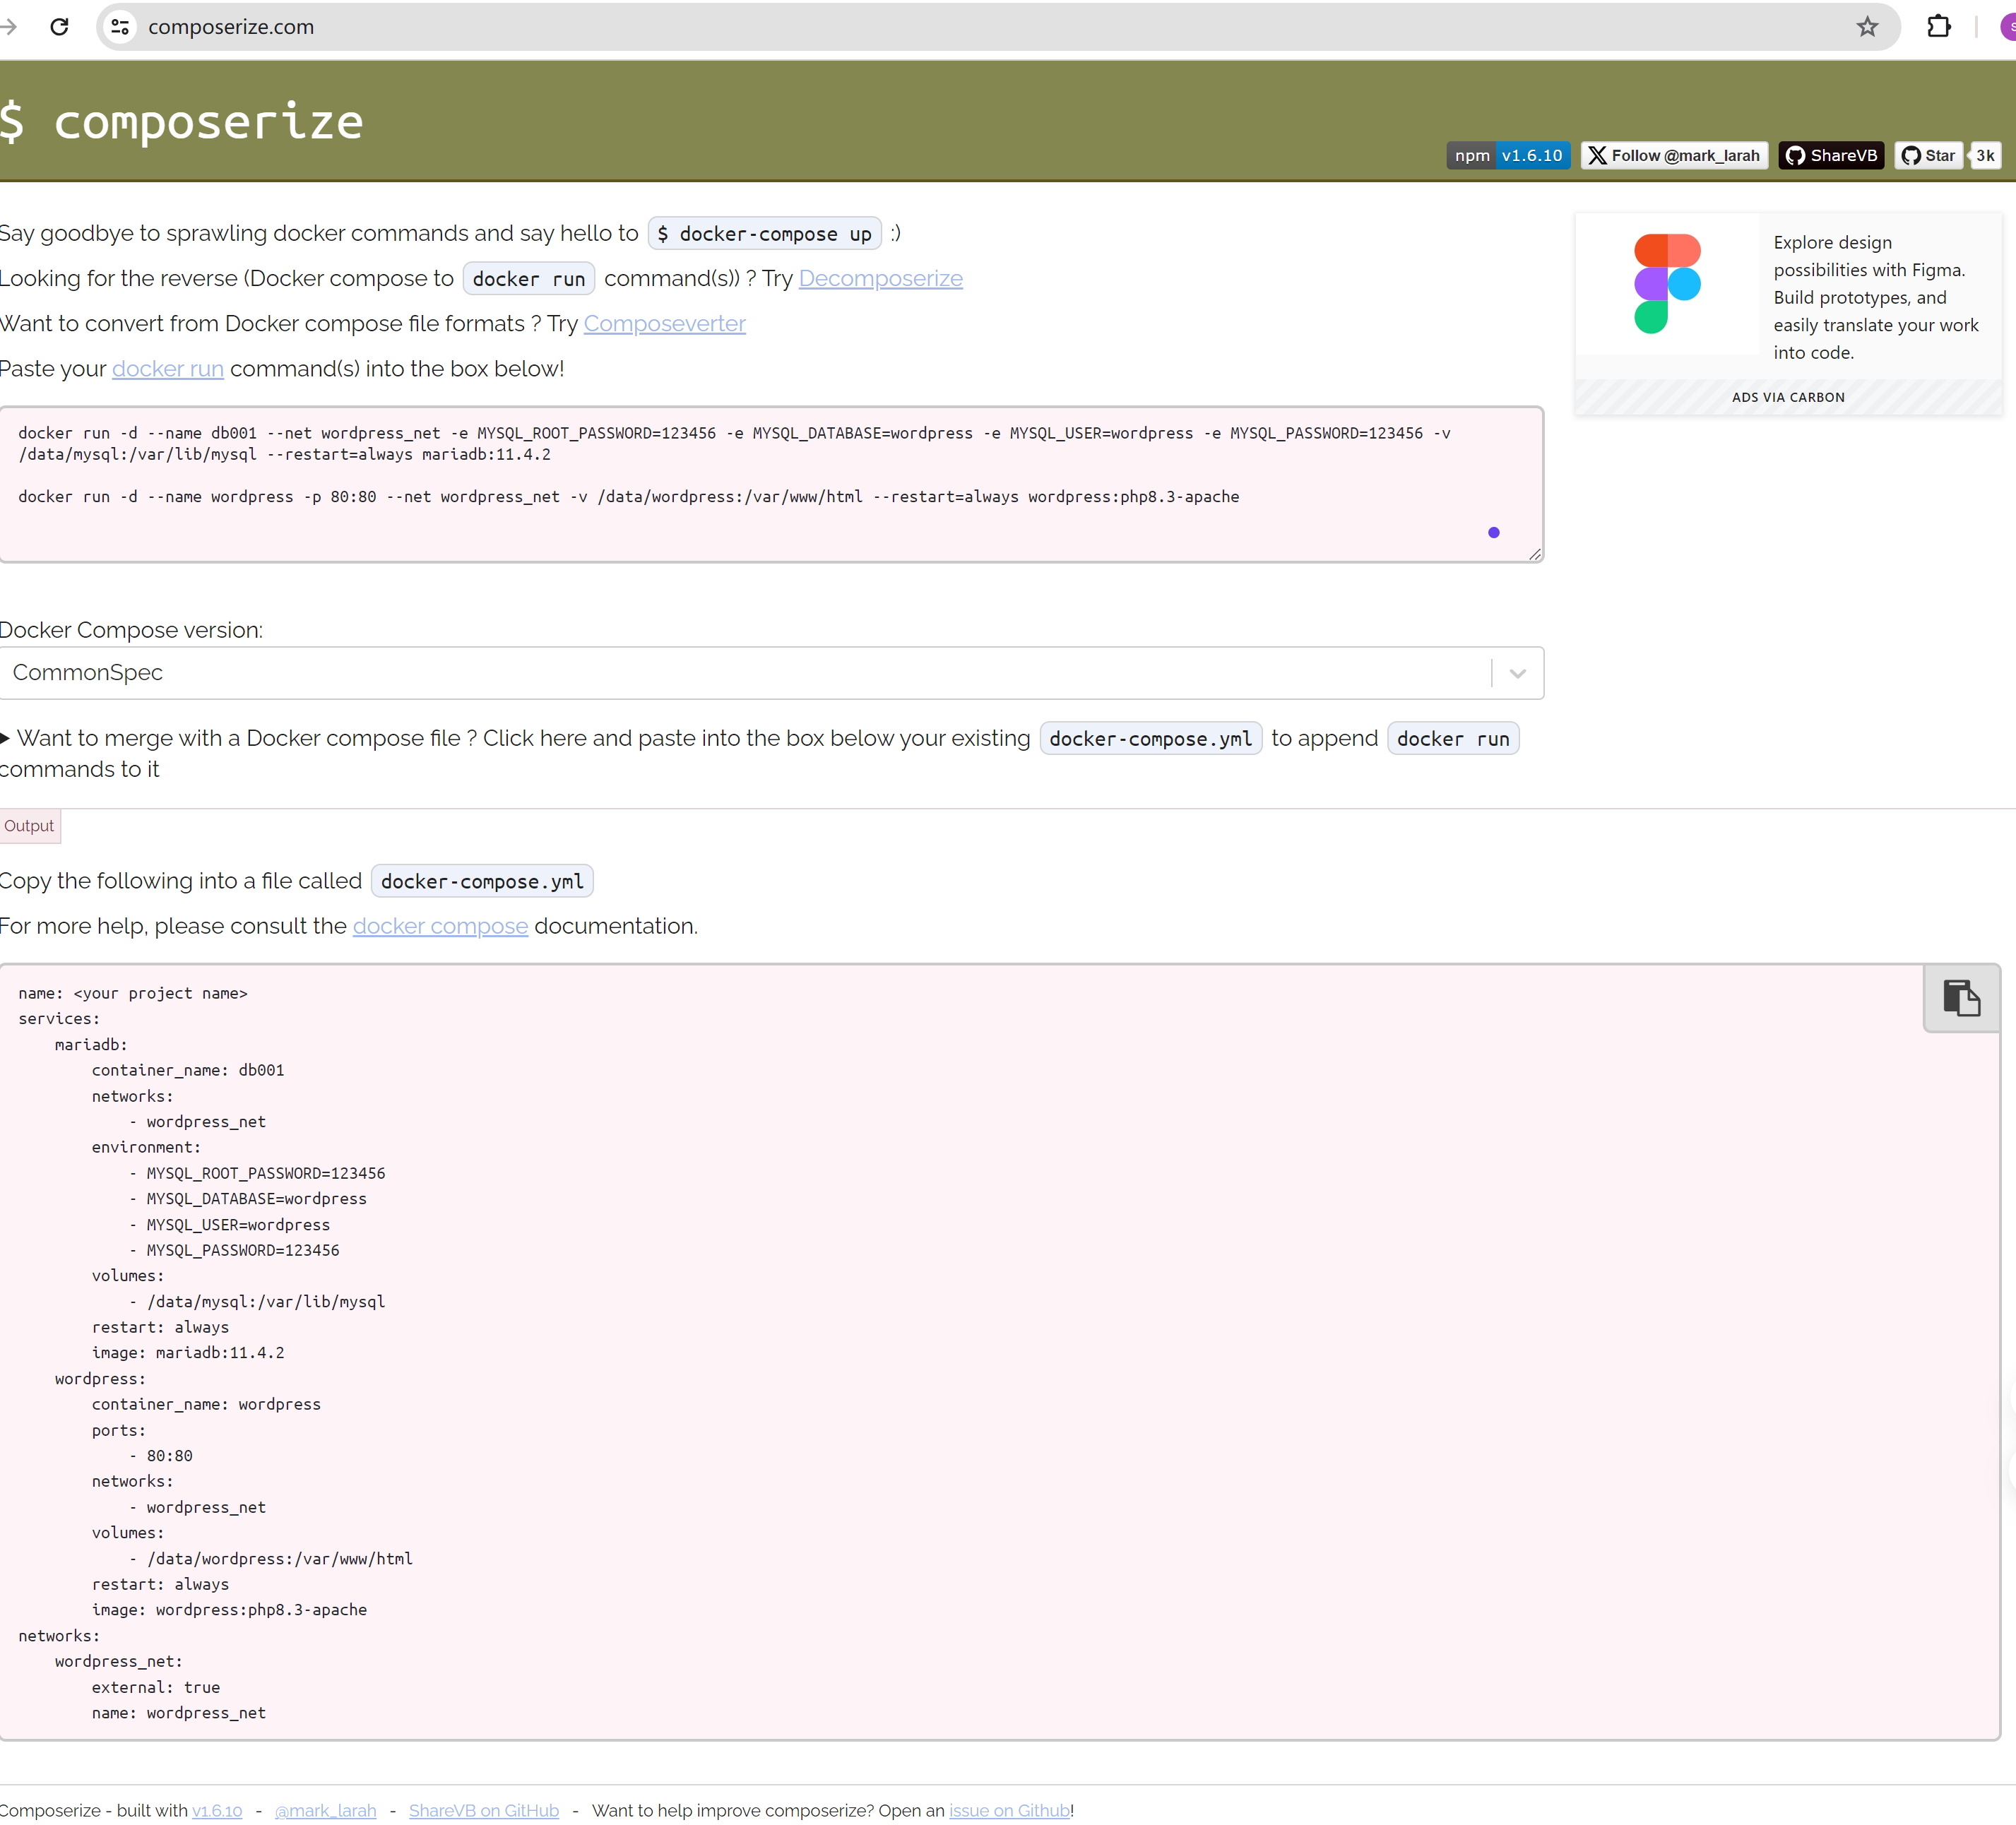 composerize.com
$ composerize
npm v1.6.10 Follow @mark_larah ShareVB Star 3k
Say goodbye to sprawling docker commands and say hello to $ docker-compose up :)
Looking for the reverse (Docker compose to docker run command(s)) ? Try Decomposerize
Want to convert from Docker compose file formats ? Try Composeverter
Paste your docker run command(s) into the box below!
Explore design
possibilities with Figma.
Build prototypes, and
easily translate your work
into code.
ADS VIA CARBON
docker run -d --name db001 --net wordpress_net -e MYSQL_ROOT_PASSWORD=123456 -e MYSQL_DATABASE=wordpress -e MYSQL_USER=wordpress -e MYSQL_PASSWORD=123456 -v
/data/mysql:/var/lib/mysql --restart=always mariadb:11.4.2
docker run -d --name wordpress -p 80:80 --net wordpress_net -v /data/wordpress:/var/www/html --restart=always wordpress:php8.3-apache
Docker Compose version:
CommonSpec
Want to merge with a Docker compose file ? Click here and paste into the box below your existing docker-compose.yml to append docker run
commands to it
Output
Copy the following into a file called docker-compose.yml
For more help, please consult the docker compose documentation.
name: <your project name>
services:
    mariadb:
        container_name: db001
        networks:
            - wordpress_net
        environment:
            - MYSQL_ROOT_PASSWORD=123456
            - MYSQL_DATABASE=wordpress
            - MYSQL_USER=wordpress
            - MYSQL_PASSWORD=123456
        volumes:
            - /data/mysql:/var/lib/mysql
        restart: always
        image: mariadb:11.4.2
    wordpress:
        container_name: wordpress
        ports:
            - 80:80
        networks:
            - wordpress_net
        volumes:
            - /data/wordpress:/var/www/html
        restart: always
        image: wordpress:php8.3-apache
networks:
    wordpress_net:
        external: true
        name: wordpress_net
Composerize - built with v1.6.10 - @mark_larah - ShareVB on GitHub - Want to help improve composerize? Open an issue on Github!